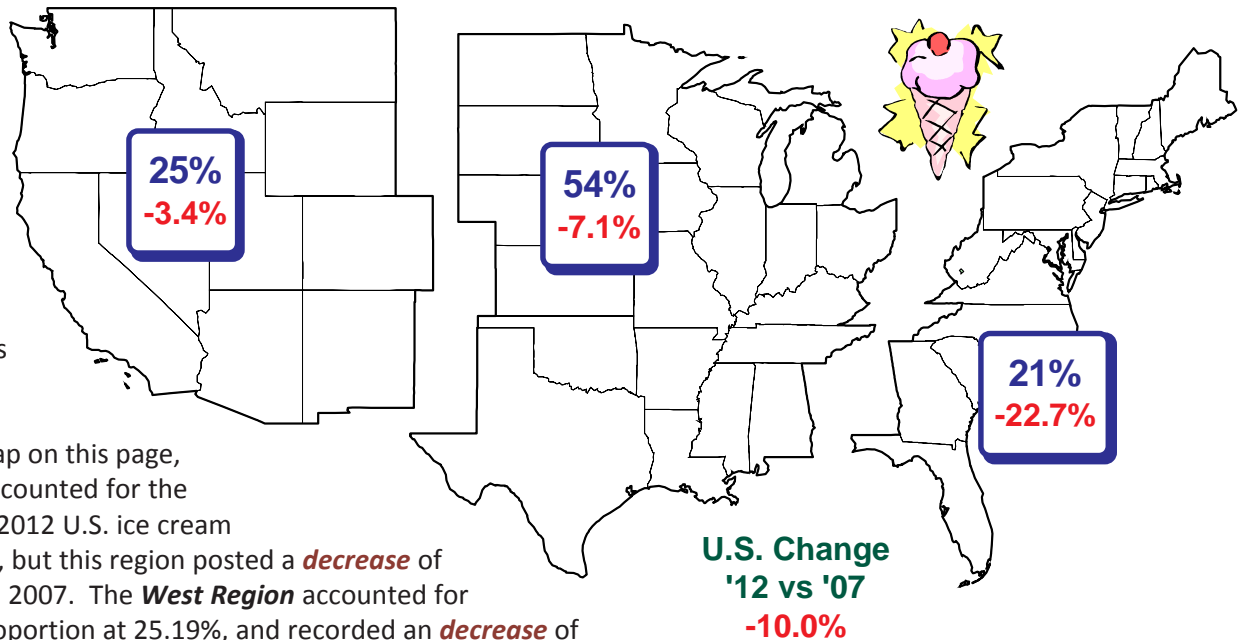 25%
-3.4%
54%
-7.1%
21%
-22.7%
s
ap on this page,
counted for the
2012 U.S. ice cream
, but this region posted a decrease of
2007. The West Region accounted for
oportion at 25.19%, and recorded an decrease of
U.S. Change
'12 vs '07
-10.0%